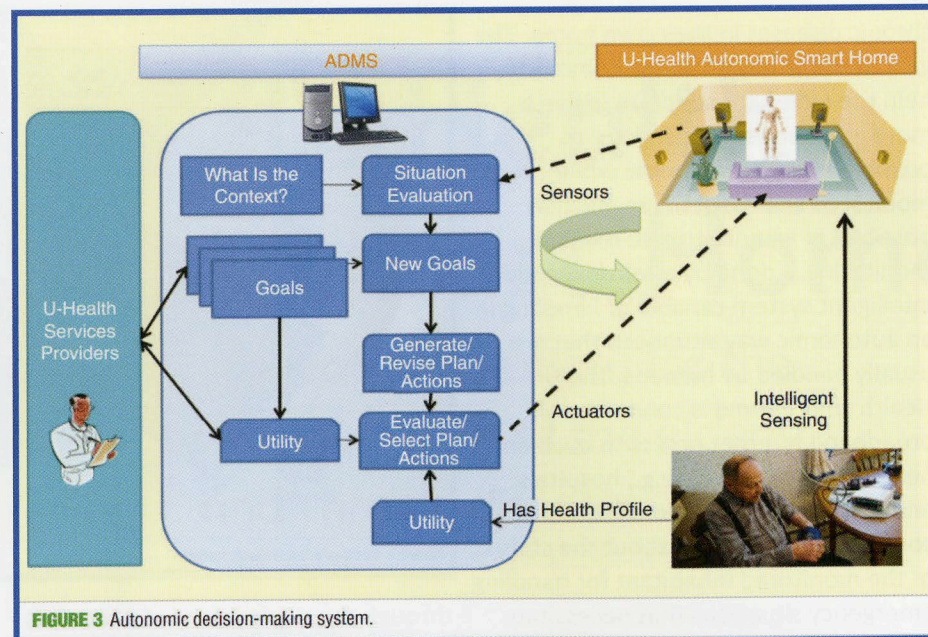 ADMS
U-Health Autonomic Smart Home
What Is the
Context?
Situation
Evaluation
Sensors
Goals
New Goals
U-Health
Services
Providers
Generate/
Revise Plan/
Actions
Actuators
Intelligent
Sensing
Utility
Evaluate/
Select Plan/
Actions
Utility
Has Health Profile
FIGURE 3 Autonomic decision-making system.